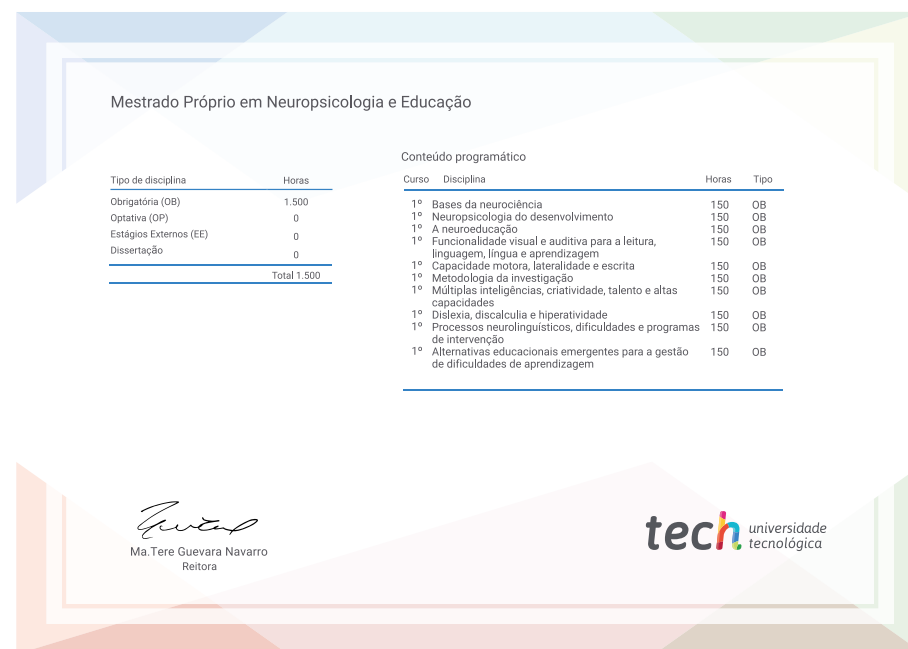 Mestrado Próprio em Neuropsicologia e Educação
Tipo de disciplina Horas
Obrigatória (OB) 1.500
Optativa (OP) 0
Estágios Externos (EE) 0
Dissertação 0
Total 1.500
Conteúdo programático
Curso Disciplina Horas Tipo
1º Bases da neurociência 150 OB
1º Neuropsicologia do desenvolvimento 150 OB
1º A neuroeducação 150 OB
1º Funcionalidade visual e auditiva para a leitura, 150 OB
linguagem, língua e aprendizagem
1º Capacidade motora, lateralidade e escrita 150 OB
1º Metodologia da investigação 150 OB
1º Múltiplas inteligências, criatividade, talento e altas 150 OB
capacidades
1º Dislexia, discalculia e hiperatividade 150 OB
1º Processos neurolinguísticos, dificuldades e programas 150 OB
de intervenção
1º Alternativas educacionais emergentes para a gestão 150 OB
de dificuldades de aprendizagem
Ma.Tere Guevara Navarro
Reitora
tech universidade
tecnológica